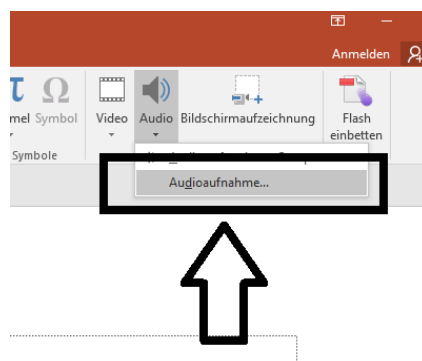 Anmelden
mel Symbol
Video Audio Bildschirmaufzeichnung Flash
einbetten
Symbole
Audioaufnahme...